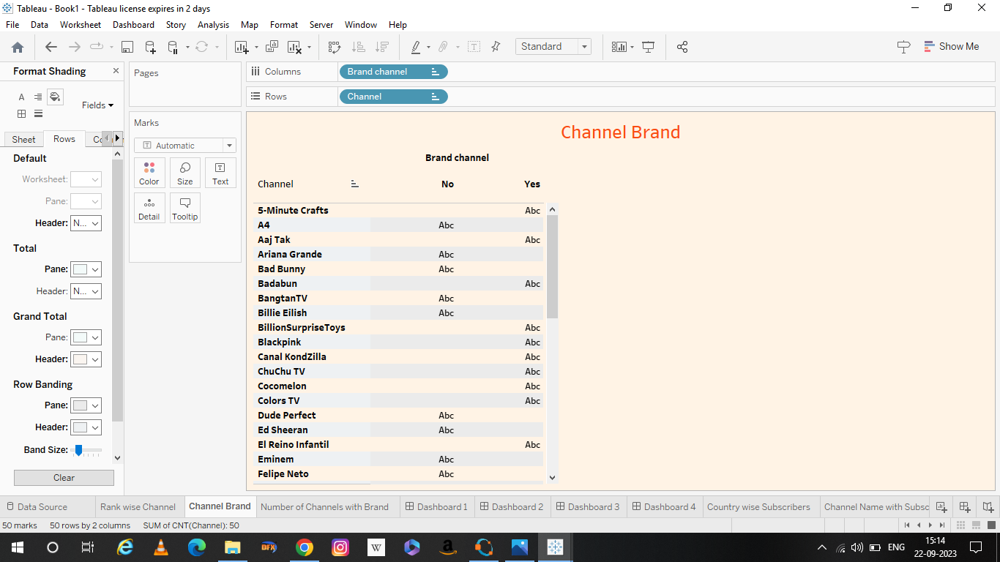 Tableau - Book1 - Tableau license expires in 2 days
File Data Worksheet Dashboard Story Analysis Map Format Server Window Help
Standard
Show Me
Format Shading
Fields
Sheet Rows
Default
Worksheet:
Pane:
Header: N...
Total
Pane:
Header: N...
Grand Total
Pane:
Header:
Row Banding
Pane:
Header:
Band Size:
Clear
Pages
Marks
Automatic
Color Size Text
Detail Tooltip
Columns Brand channel
Rows Channel
Channel Brand
Brand channel
Channel No Yes
5-Minute Crafts Abc
A4 Abc
Aaj Tak Abc
Ariana Grande Abc
Bad Bunny Abc
Badabun Abc
BangtanTV Abc
Billie Eilish Abc
BillionSurpriseToys Abc
Blackpink Abc
Canal KondZilla Abc
ChuChu TV Abc
Cocomelon Abc
Colors TV Abc
Dude Perfect Abc
Ed Sheeran Abc
El Reino Infantil Abc
Eminem Abc
Felipe Neto Abc
Data Source Rank wise Channel Channel Brand Number of Channels with Brand Dashboard 1 Dashboard 2 Dashboard 3 Dashboard 4 Country wise Subscribers Channel Name with Subsc
50 marks 50 rows by 2 columns SUM of CNT(Channel): 50
DFX W a ENG 15:14
22-09-2023